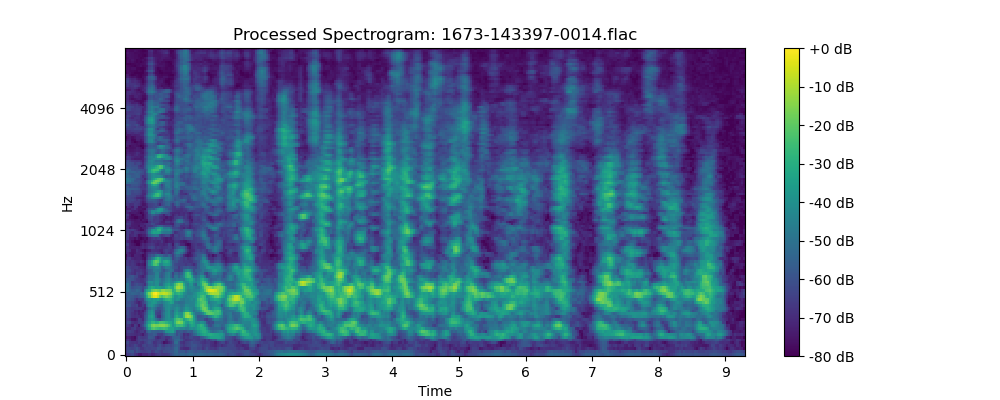 Processed Spectrogram: 1673-143397-0014.flac
Hz
4096
2048
1024
512
0
0 1 2 3 4 5 6 7 8 9
Time
+0 dB
-10 dB
-20 dB
-30 dB
-40 dB
-50 dB
-60 dB
-70 dB
-80 dB